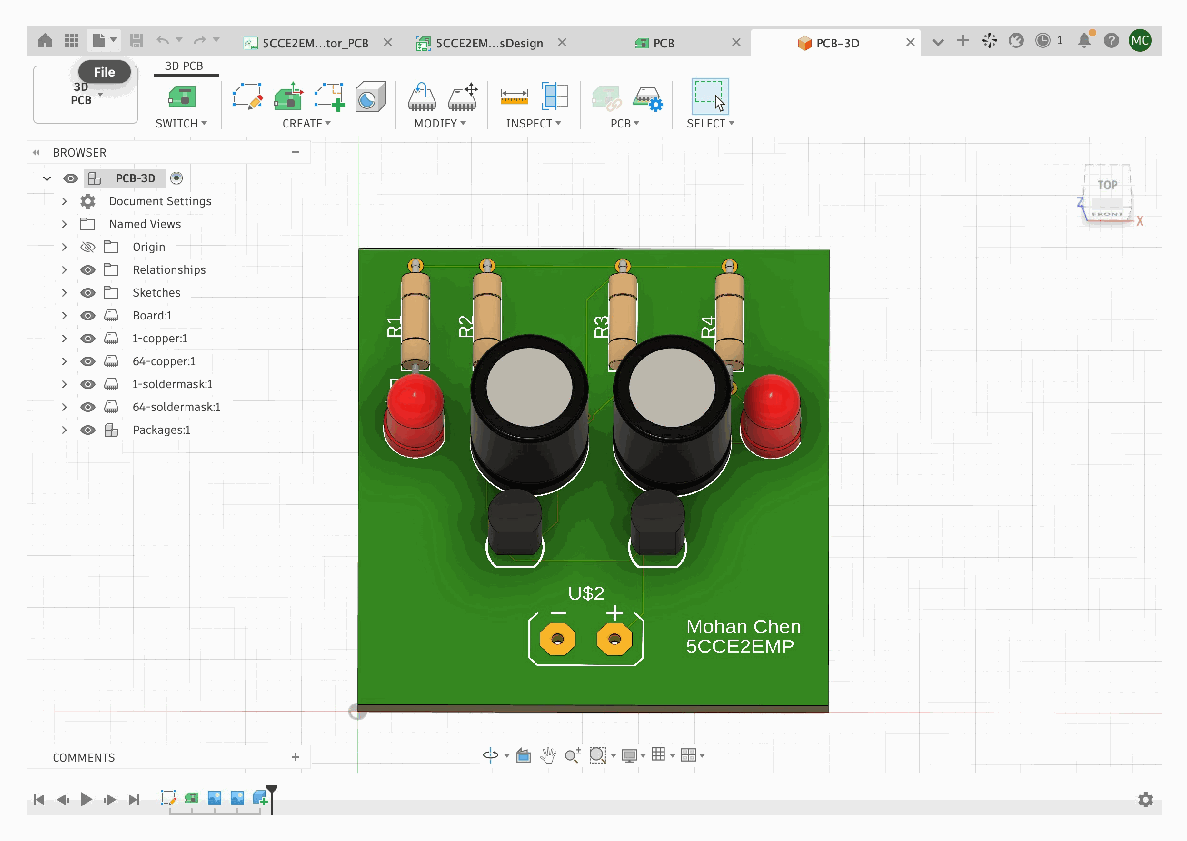 5CCE2EM...tor_PCB
5CCE2EM...sDesign
PCB
PCB-3D
1
MC
File
3D PCB
3D
PCB
SWITCH
CREATE
MODIFY
INSPECT
PCB
SELECT
BROWSER
PCB-3D
Document Settings
Named Views
Origin
Relationships
Sketches
Board:1
1-copper:1
64-copper:1
1-soldermask:1
64-soldermask:1
Packages:1
TOP
FRONT
Z
X
R1
R2
R3
R4
U$2
− +
Mohan Chen
5CCE2EMP
COMMENTS